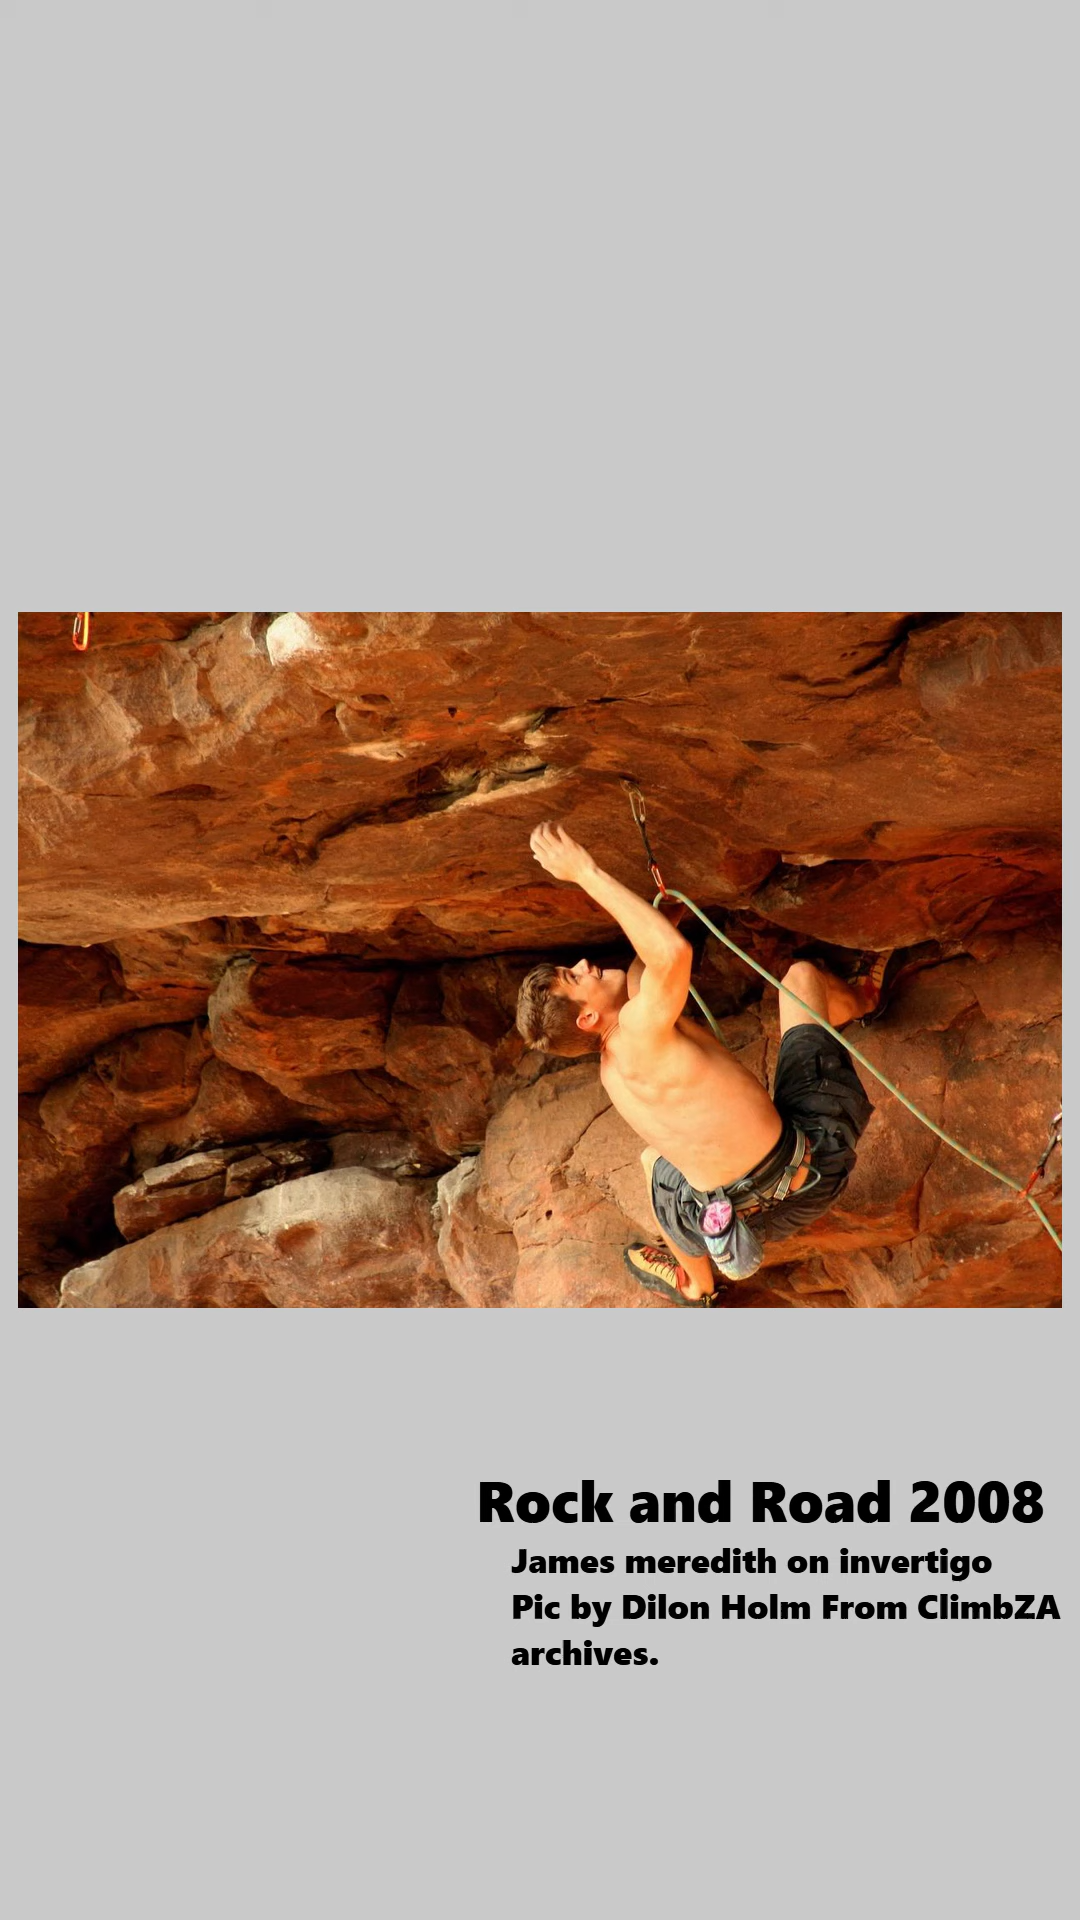 Rock and Road 2008
James meredith on invertigo
Pic by Dilon Holm From ClimbZA
archives.